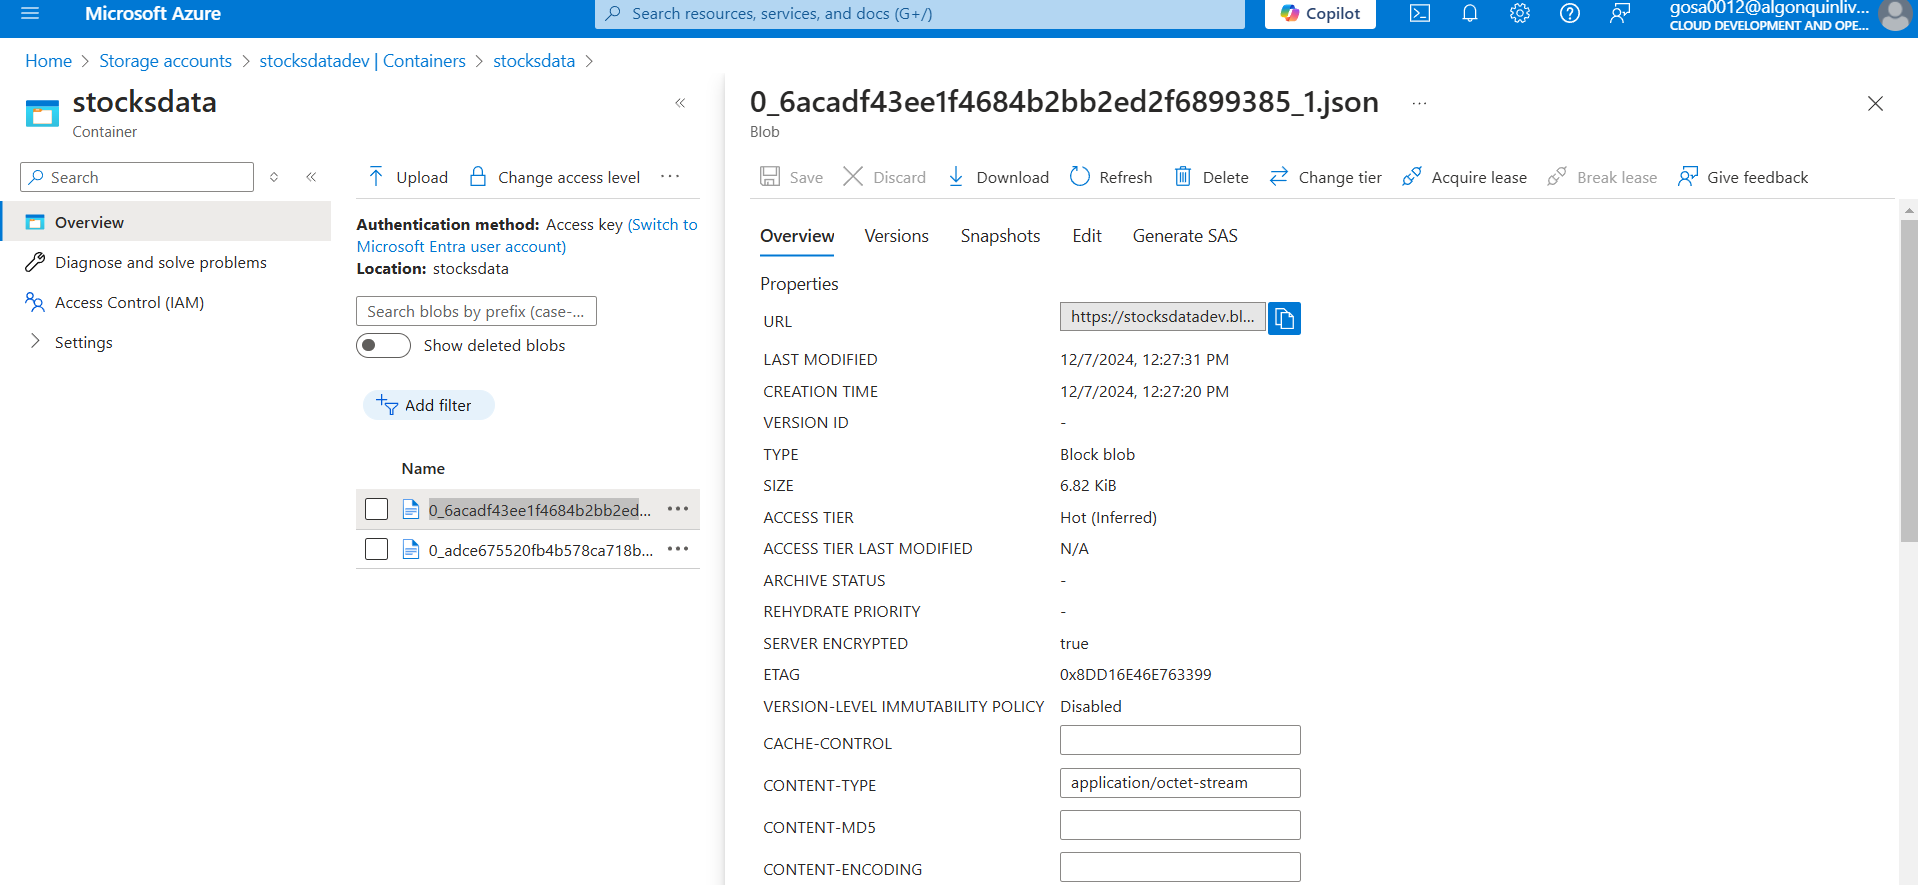 Microsoft Azure
Search resources, services, and docs (G+/)
Copilot
gosa0012@algonquinliv...
CLOUD DEVELOPMENT AND OPE...
Home > Storage accounts > stocksdatadev | Containers > stocksdata >
stocksdata
Container
Search
Overview
Diagnose and solve problems
Access Control (IAM)
Settings
Upload
Change access level
Authentication method: Access key (Switch to
Microsoft Entra user account)
Location: stocksdata
Search blobs by prefix (case-...
Show deleted blobs
Add filter
Name
0_6acadf43ee1f4684b2bb2ed...
0_adce675520fb4b578ca718b...
0_6acadf43ee1f4684b2bb2ed2f6899385_1.json ...
Blob
Save Discard Download Refresh Delete Change tier Acquire lease Break lease Give feedback
Overview Versions Snapshots Edit Generate SAS
Properties
URL https://stocksdatadev.bl...
LAST MODIFIED 12/7/2024, 12:27:31 PM
CREATION TIME 12/7/2024, 12:27:20 PM
VERSION ID -
TYPE Block blob
SIZE 6.82 KiB
ACCESS TIER Hot (Inferred)
ACCESS TIER LAST MODIFIED N/A
ARCHIVE STATUS -
REHYDRATE PRIORITY -
SERVER ENCRYPTED true
ETAG 0x8DD16E46E763399
VERSION-LEVEL IMMUTABILITY POLICY Disabled
CACHE-CONTROL
CONTENT-TYPE application/octet-stream
CONTENT-MD5
CONTENT-ENCODING